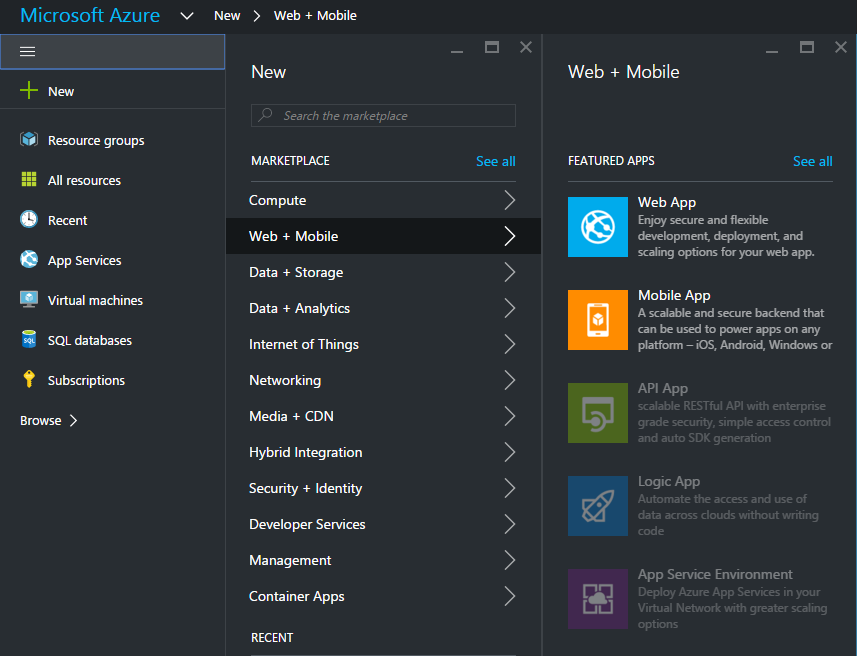 Microsoft Azure New > Web + Mobile
New
Resource groups
All resources
Recent
App Services
Virtual machines
SQL
SQL databases
Subscriptions
Browse >
New
Search the marketplace
MARKETPLACE See all
Compute
Web + Mobile
Data + Storage
Data + Analytics
Internet of Things
Networking
Media + CDN
Hybrid Integration
Security + Identity
Developer Services
Management
Container Apps
RECENT
Web + Mobile
FEATURED APPS See all
Web App
Enjoy secure and flexible
development, deployment, and
scaling options for your web app.
Mobile App
A scalable and secure backend that
can be used to power apps on any
platform – iOS, Android, Windows or
API App
scalable RESTful API with enterprise
grade security, simple access control
and auto SDK generation
Logic App
Automate the access and use of
data across clouds without writing
code
App Service Environment
Deploy Azure App Services in your
Virtual Network with greater scaling
options